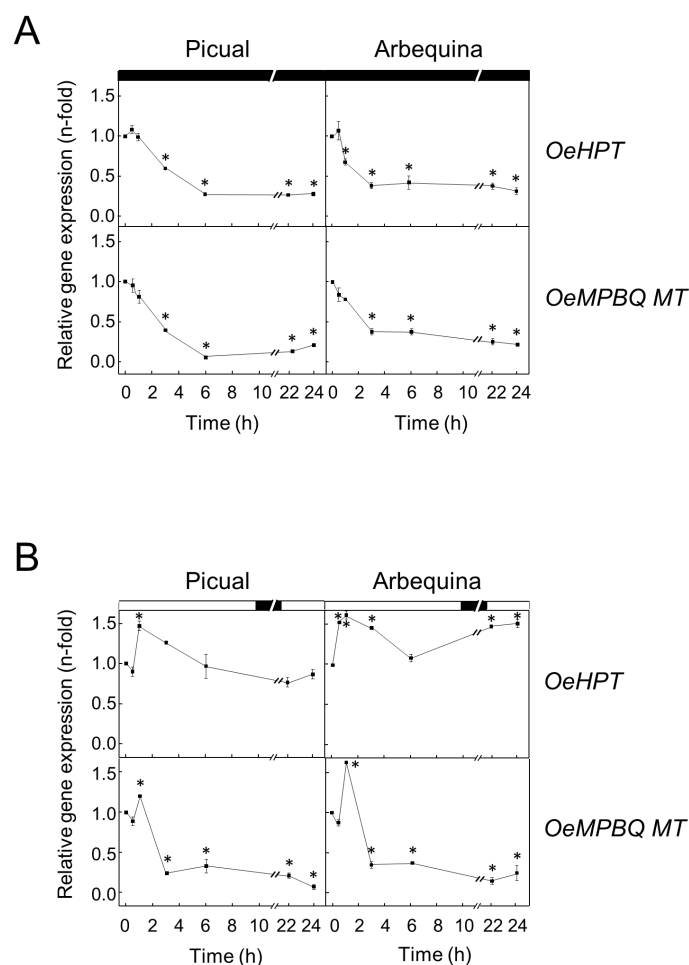 A
Picual Arbequina
Relative gene expression (n-fold)
1.5
1.0
0.5
0.0
* * * * * * * * *
OeHPT
1.5
1.0
0.5
0.0
* * * * * * * *
OeMPBQ MT
0 2 4 6 8 10 22 24 0 2 4 6 8 10 22 24
Time (h) Time (h)
B
Picual Arbequina
Relative gene expression (n-fold)
1.5
1.0
0.5
0.0
* * * * * *
OeHPT
1.5
1.0
0.5
0.0
* * * * * * * * * *
OeMPBQ MT
0 2 4 6 8 10 22 24 0 2 4 6 8 10 22 24
Time (h) Time (h)